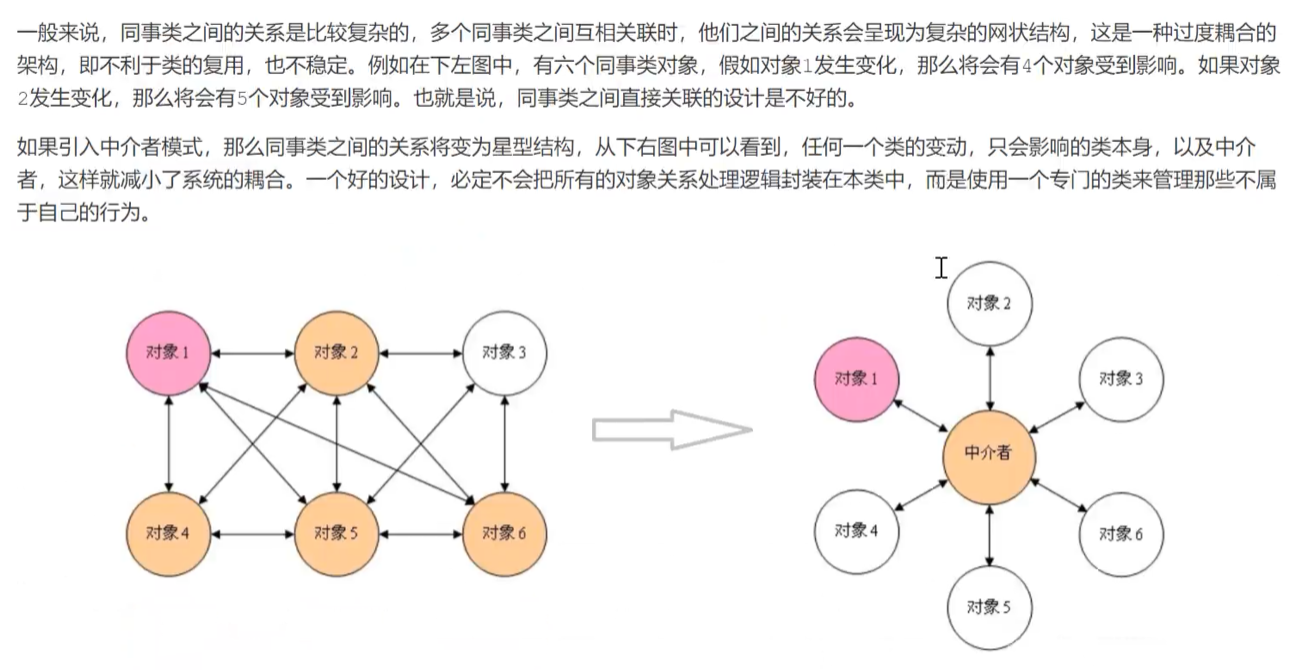 一般来说，同事类之间的关系是比较复杂的，多个同事类之间互相关联时，他们之间的关系会呈现为复杂的网状结构，这是一种过度耦合的
架构，即不利于类的复用，也不稳定。例如在下左图中，有六个同事类对象，假如对象1发生变化，那么将会有4个对象受到影响。如果对象
2发生变化，那么将会有5个对象受到影响。也就是说，同事类之间直接关联的设计是不好的。
如果引入中介者模式，那么同事类之间的关系将变为星型结构，从下右图中可以看到，任何一个类的变动，只会影响的类本身，以及中介
者，这样就减小了系统的耦合。一个好的设计，必定不会把所有的对象关系处理逻辑封装在本类中，而是使用一个专门的类来管理那些不属
于自己的行为。
对象1
对象2
对象3
对象4
对象5
对象6
对象2
对象1
对象3
中介者
对象4
对象6
对象5